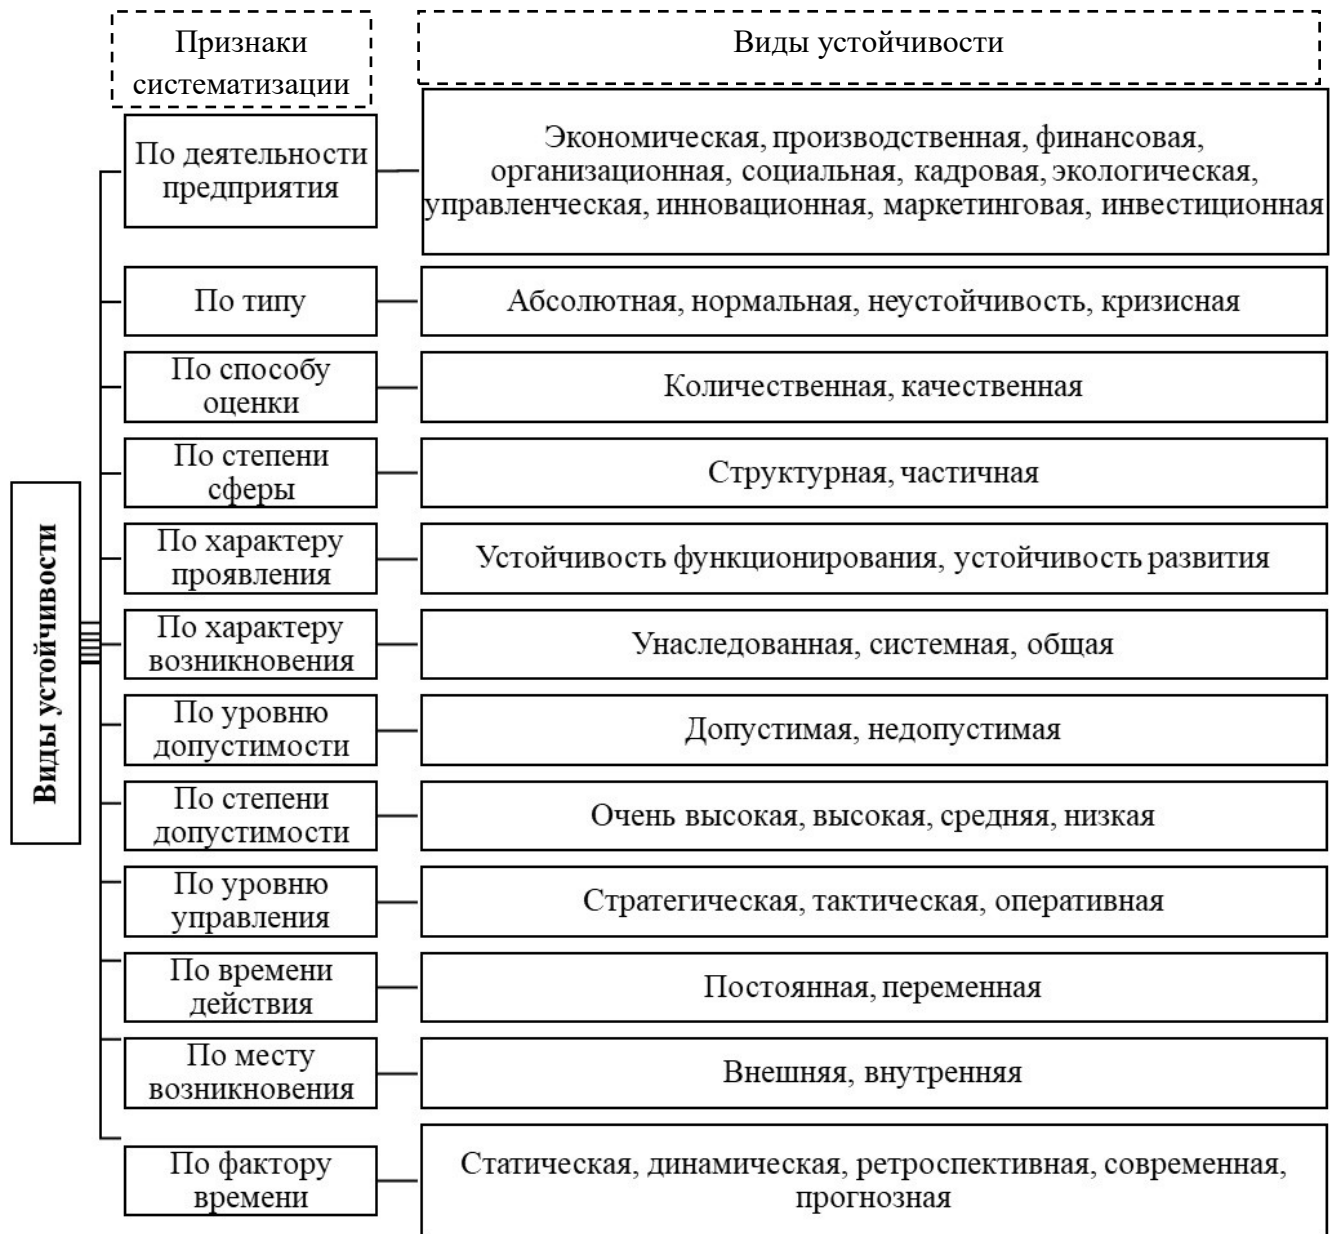 Признаки
систематизации
Виды устойчивости
По деятельности
предприятия
Экономическая, производственная, финансовая,
организационная, социальная, кадровая, экологическая,
управленческая, инновационная, маркетинговая, инвестиционная
По типу
Абсолютная, нормальная, неустойчивость, кризисная
По способу
оценки
Количественная, качественная
По степени
сферы
Структурная, частичная
По характеру
проявления
Устойчивость функционирования, устойчивость развития
По характеру
возникновения
Унаследованная, системная, общая
По уровню
допустимости
Допустимая, недопустимая
По степени
допустимости
Очень высокая, высокая, средняя, низкая
По уровню
управления
Стратегическая, тактическая, оперативная
По времени
действия
Постоянная, переменная
По месту
возникновения
Внешняя, внутренняя
По фактору
времени
Статическая, динамическая, ретроспективная, современная,
прогнозная
Виды устойчивости